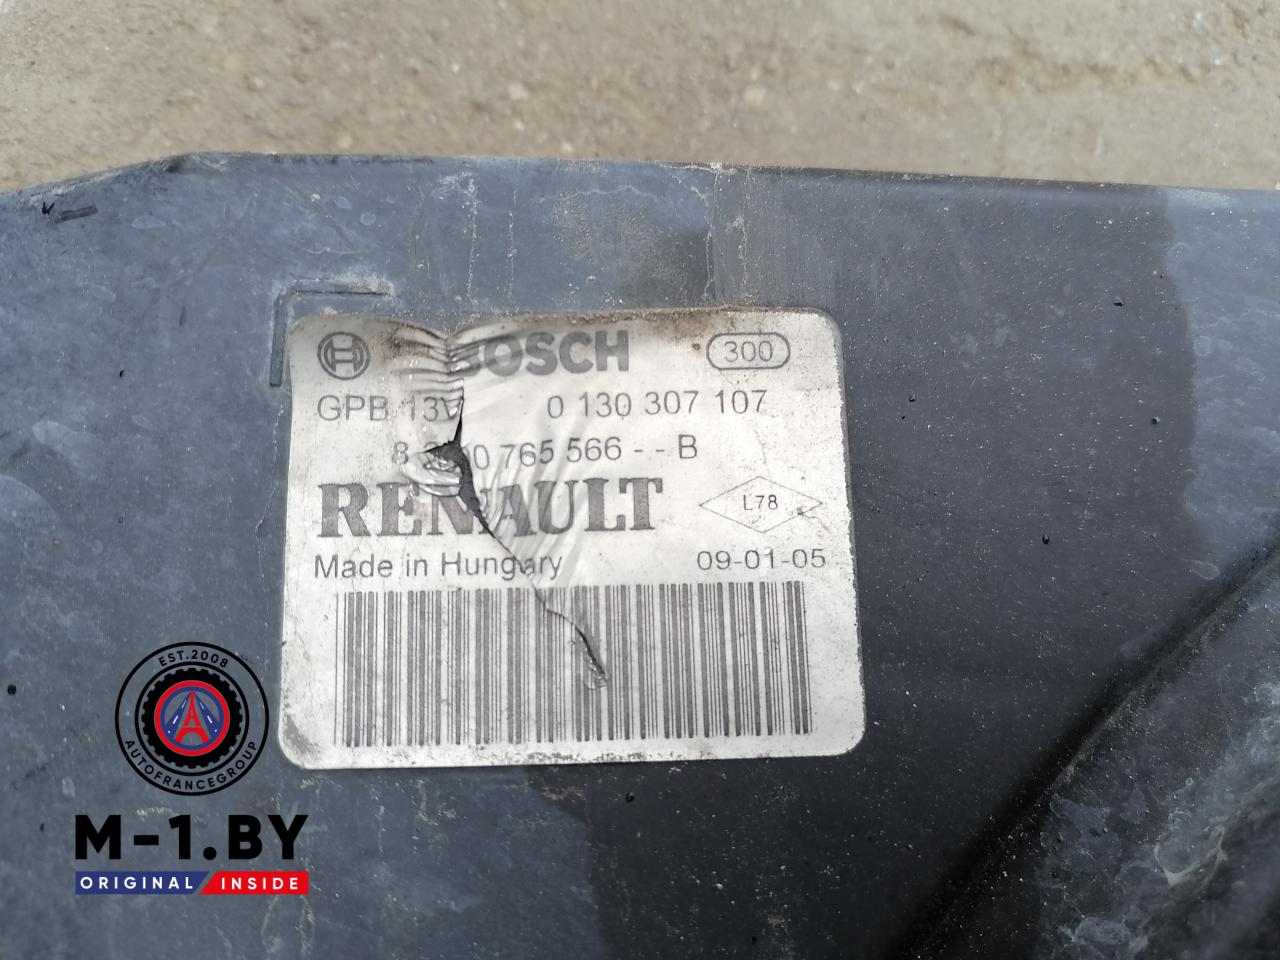 BOSCH 300
GPB 13V 0 130 307 107
765 566 - - B
RENAULT L78
Made in Hungary 09-01-05
EST.2008
AUTOFRANCEGROUP
M-1.BY
ORIGINAL INSIDE